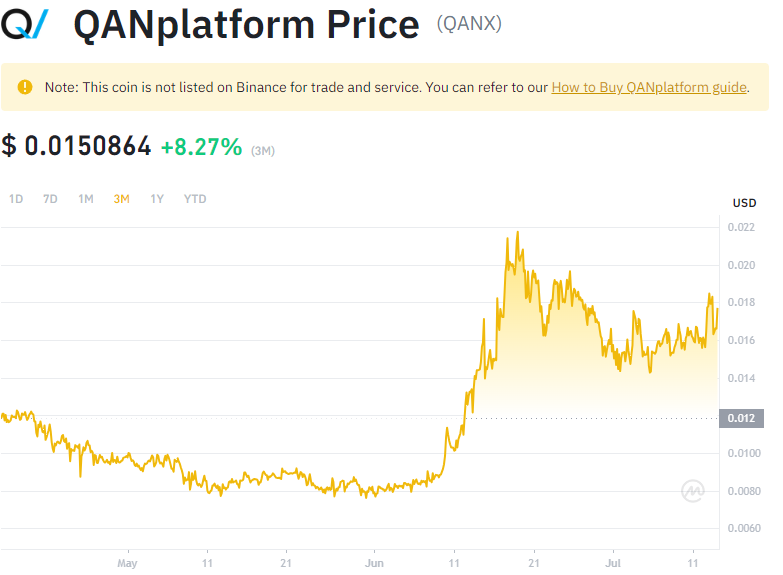 QANplatform Price (QANX)
Note: This coin is not listed on Binance for trade and service. You can refer to our How to Buy QANplatform guide.
$ 0.0150864 +8.27% (3M)
1D 7D 1M 3M 1Y YTD
USD
0.022
0.020
0.018
0.016
0.014
0.012
0.0100
0.0080
0.0060
May 11 21 Jun 11 21 Jul 11